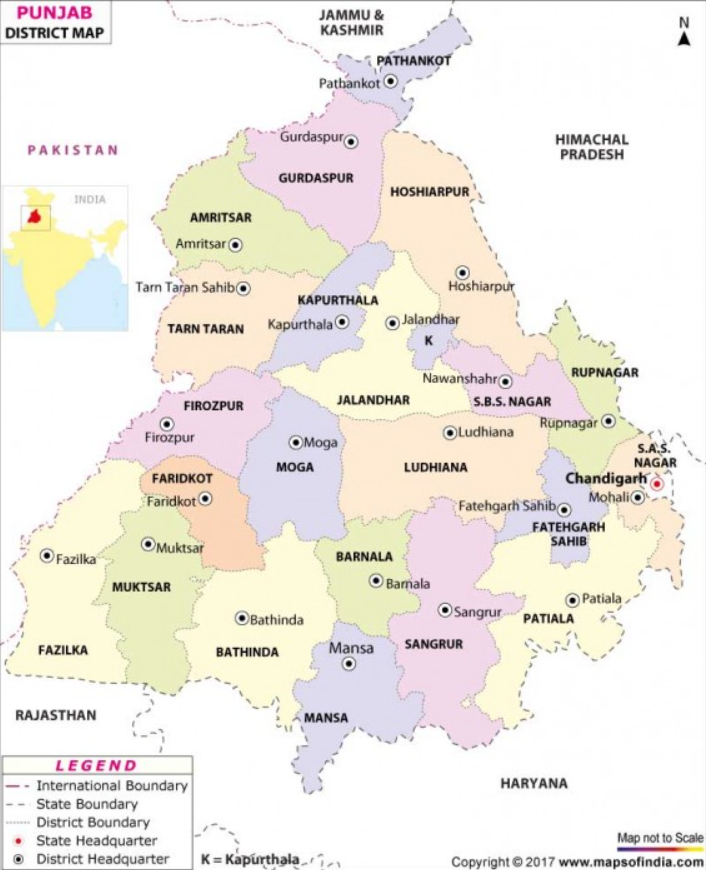 PUNJAB
DISTRICT MAP
JAMMU &
KASHMIR
N
PATHANKOT
Pathankot
PAKISTAN
Gurdaspur
GURDASPUR
HIMACHAL
PRADESH
HOSHIARPUR
INDIA
AMRITSAR
Amritsar
Hoshiarpur
Tarn Taran Sahib
TARN TARAN
KAPURTHALA
Kapurthala
Jalandhar
K
JALANDHAR
Nawanshahr
S.B.S. NAGAR
RUPNAGAR
Rupnagar
FIROZPUR
Firozpur
Moga
MOGA
Ludhiana
LUDHIANA
S.A.S.
NAGAR
Chandigarh
Mohali
FARIDKOT
Faridkot
Fatehgarh Sahib
FATEHGARH
SAHIB
Fazilka
FAZILKA
Muktsar
MUKTSAR
BARNALA
Barnala
Bathinda
BATHINDA
Sangrur
SANGRUR
Patiala
PATIALA
Mansa
MANSA
RAJASTHAN
HARYANA
LEGEND
International Boundary
State Boundary
District Boundary
State Headquarter
District Headquarter
K = Kapurthala
Map not to Scale
Copyright © 2017 www.mapsofindia.com